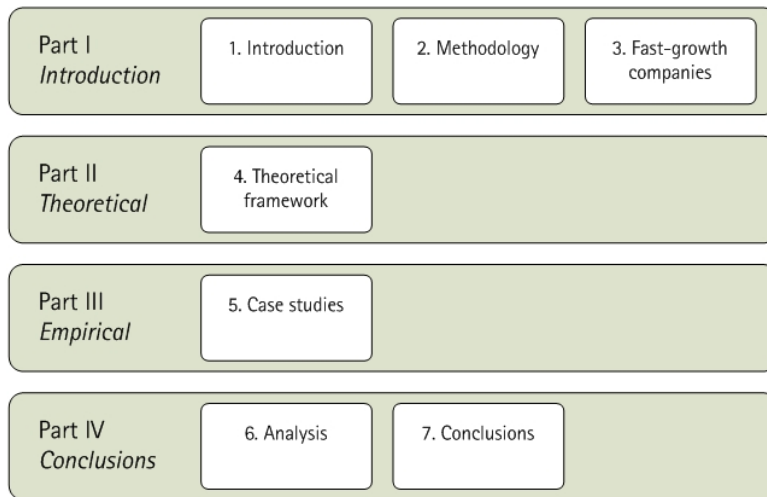 Part I
Introduction
1. Introduction
2. Methodology
3. Fast-growth
companies
Part II
Theoretical
4. Theoretical
framework
Part III
Empirical
5. Case studies
Part IV
Conclusions
6. Analysis
7. Conclusions